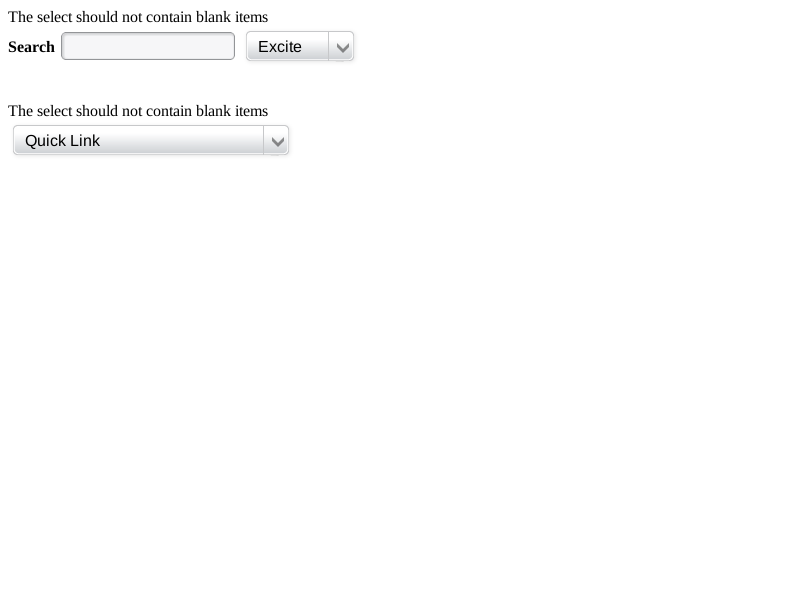 The select should not contain blank items
Search Excite
The select should not contain blank items
Quick Link